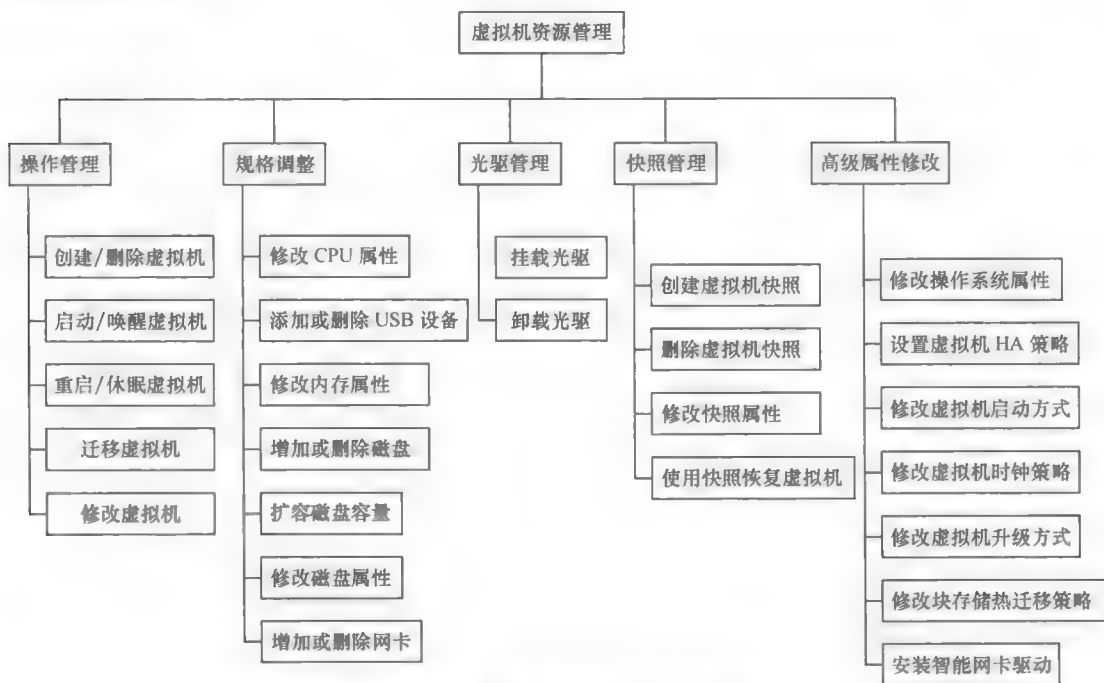 虚拟机资源管理
操作管理
规格调整
光驱管理
快照管理
高级属性修改
创建/删除虚拟机
启动/唤醒虚拟机
重启/休眠虚拟机
迁移虚拟机
修改虚拟机
修改 CPU 属性
添加或删除 USB 设备
修改内存属性
增加或删除磁盘
扩容磁盘容量
修改磁盘属性
增加或删除网卡
挂载光驱
卸载光驱
创建虚拟机快照
删除虚拟机快照
修改快照属性
使用快照恢复虚拟机
修改操作系统属性
设置虚拟机 HA 策略
修改虚拟机启动方式
修改虚拟机时钟策略
修改虚拟机升级方式
修改块存储热迁移策略
安装智能网卡驱动